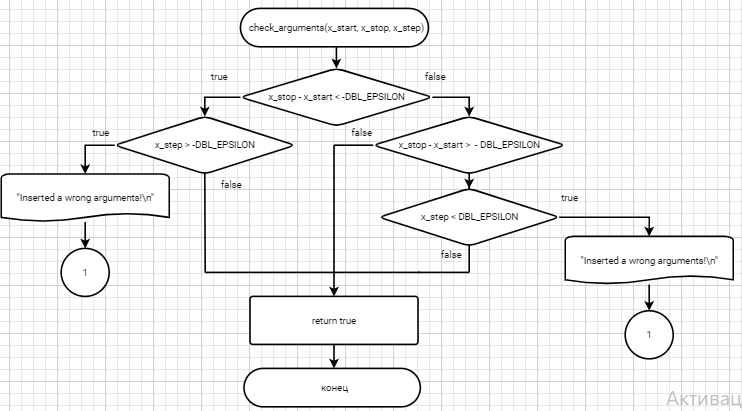 check_arguments(x_start, x_stop, x_step)
true
false
x_stop - x_start < -DBL_EPSILON
true
false
x_step > -DBL_EPSILON
x_stop - x_start > - DBL_EPSILON
false
true
"Inserted a wrong arguments!\n"
x_step < DBL_EPSILON
false
"Inserted a wrong arguments!\n"
1
return true
1
конец
Активац